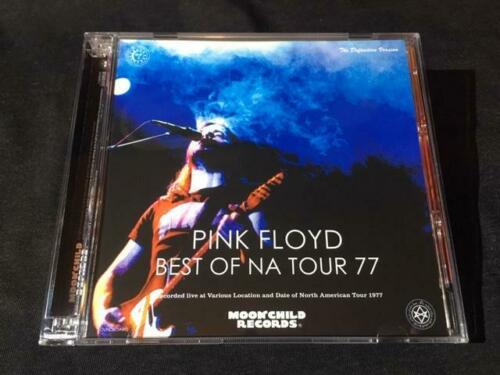 The Definitive Version
PINK FLOYD
BEST OF NA TOUR 77
Recorded live at Various Location and Date of North American Tour 1977
MOONCHILD
RECORDS
MOONCHILD